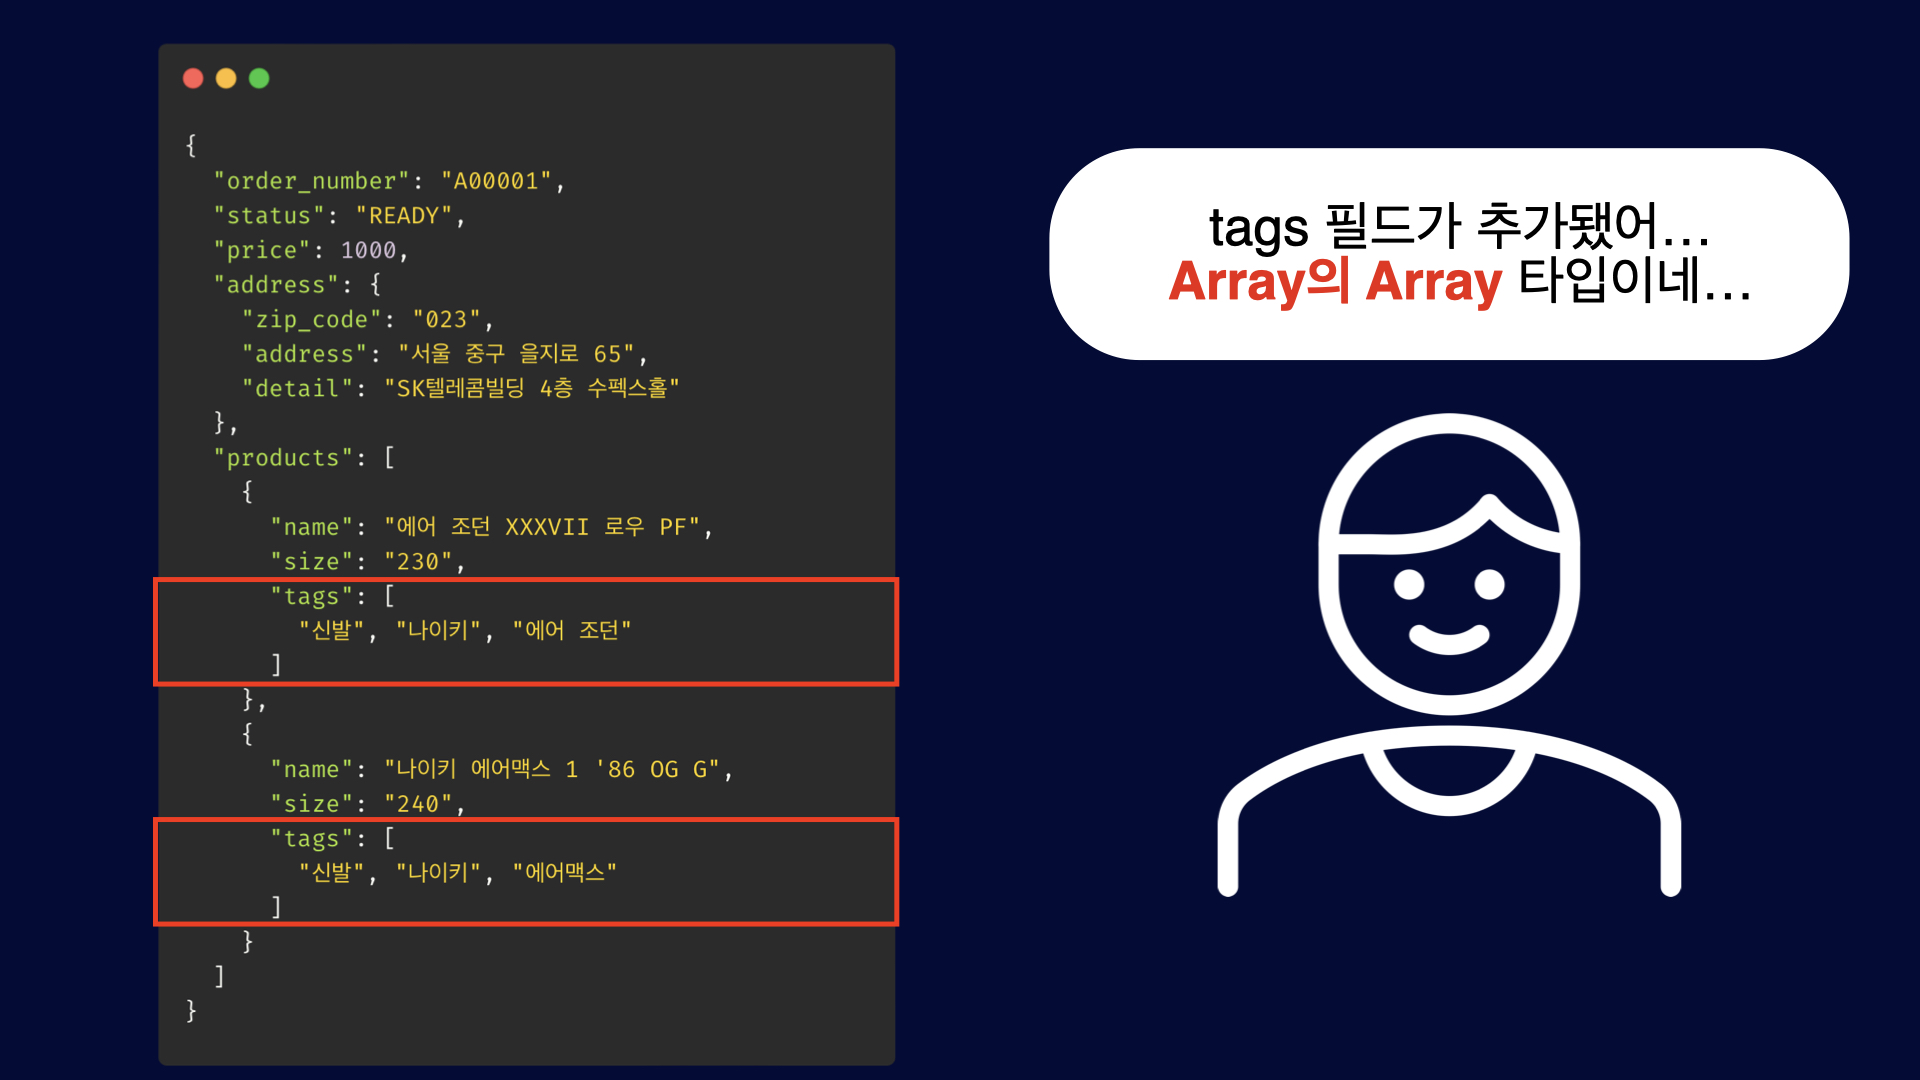 {
  "order_number": "A00001",
  "status": "READY",
  "price": 1000,
  "address": {
    "zip_code": "023",
    "address": "서울 중구 을지로 65",
    "detail": "SK텔레콤빌딩 4층 수펙스홀"
  },
  "products": [
    {
      "name": "에어 조던 XXXVII 로우 PF",
      "size": "230",
      "tags": [
        "신발", "나이키", "에어 조던"
      ]
    },
    {
      "name": "나이키 에어맥스 1 '86 OG G",
      "size": "240",
      "tags": [
        "신발", "나이키", "에어맥스"
      ]
    }
  ]
}
tags 필드가 추가됐어...
Array의 Array 타입이네...